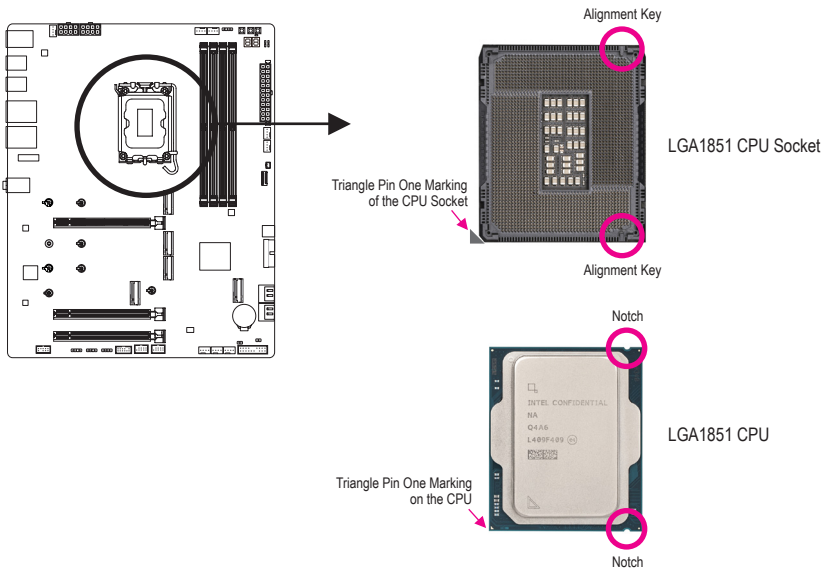 Alignment Key
LGA1851 CPU Socket
Triangle Pin One Marking
of the CPU Socket
Alignment Key
Notch
INTEL CONFIDENTIAL
NA
Q4A6
L409F409
LGA1851 CPU
Triangle Pin One Marking
on the CPU
Notch